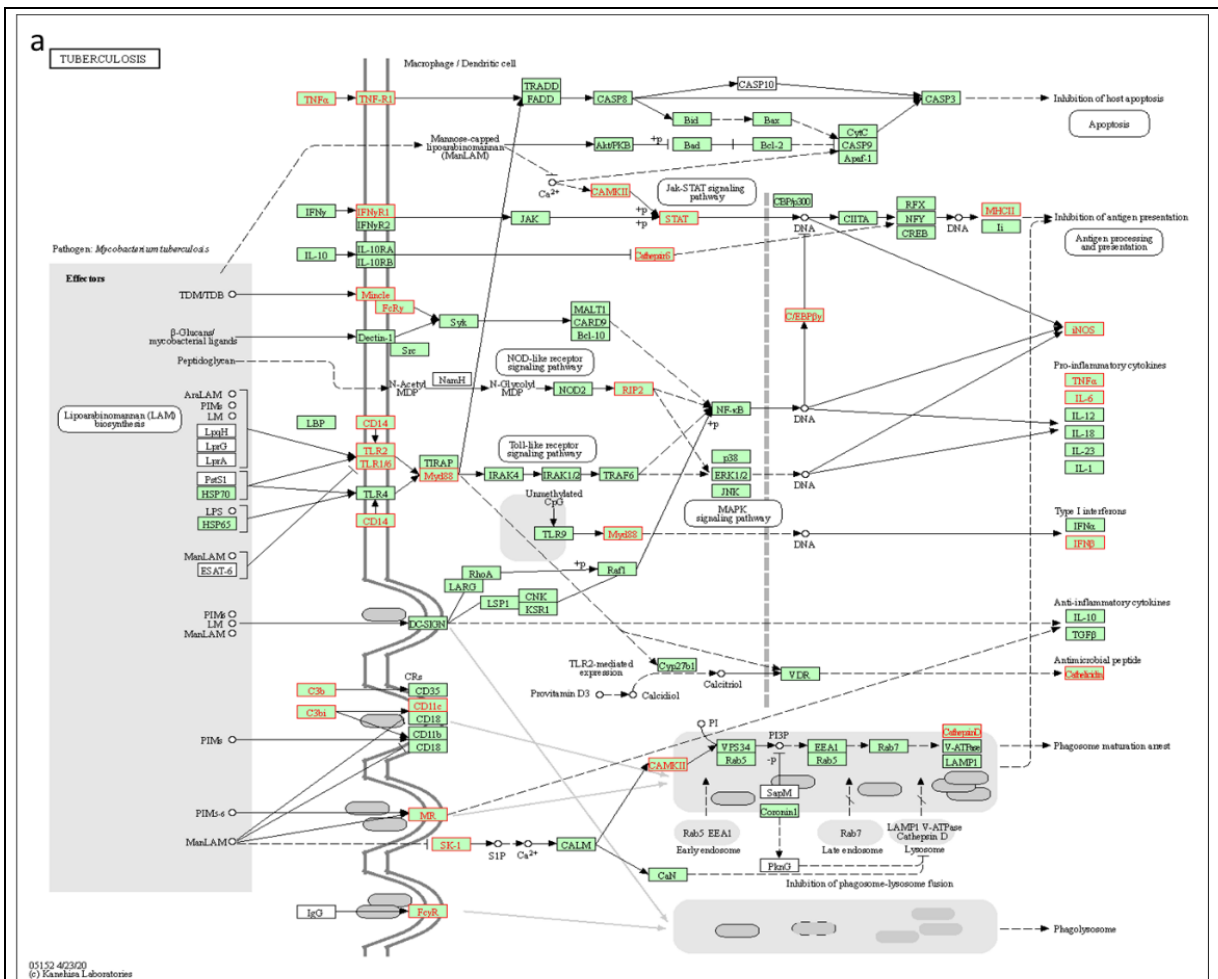 a
TUBERCULOSIS
Macrophage / Dendritic cell
TNFα
TNF-R1
TRADD
FADD
CASP8
CASP10
CASP3
Inhibition of host apoptosis
Apoptosis
Bid
Bax
CytC
CASP9
Apaf-1
Mannose-capped
lipoarabinomannan
(ManLAM)
Akt/PKB
+p
Bad
Bcl-2
Ca2+
CAMKII
Jak-STAT signaling
pathway
IFNγ
IFNγR1
IFNγR2
JAK
+p
+p
STAT
CBP/p300
DNA
CIITA
RFX
NFY
CREB
DNA
MHCII
Ii
Inhibition of antigen presentation
Antigen processing
and presentation
Pathogen: Mycobacterium tuberculosis
IL-10
IL-10RA
IL-10RB
CathepsinS
Effectors
TDM/TDB
Mincle
FcRγ
Syk
MALT1
CARD9
Bcl-10
C/EBPβγ
iNOS
β-Glucans/
mycobacterial ligands
Dectin-1
Src
Peptidoglycan
N-Acetyl
MDP
NamH
N-Glycolyl
MDP
NOD-like receptor
signaling pathway
NOD2
RIP2
NF-κB
+p
DNA
Pro-inflammatory cytokines
TNFα
IL-6
IL-12
IL-18
IL-23
IL-1
Lipoarabinomannan (LAM)
biosynthesis
AraLAM
PIMs
LM
LpqH
LprG
LprA
PstS1
HSP70
LPS
HSP65
ManLAM
ESAT-6
LBP
CD14
TLR2
TLR1/6
TLR4
CD14
TIRAP
Myd88
Toll-like receptor
signaling pathway
IRAK4
IRAK1/2
TRAF6
p38
ERK1/2
JNK
DNA
MAPK
signaling pathway
Unmethylated
CpG
TLR9
Myd88
DNA
Type I interferons
IFNα
IFNβ
RhoA
LARG
+p
Raf1
LSP1
CNK
KSR1
PIMs
LM
ManLAM
DC-SIGN
Anti-inflammatory cytokines
IL-10
TGFβ
TLR2-mediated
expression
Cyp27b1
Provitamin D3
Calcidiol
Calcitriol
VDR
Antimicrobial peptide
Cathelicidin
C3b
C3bi
CRs
CD35
CD11c
CD18
CD11b
CD18
PIMs
PI
CAMKII
VPS34
Rab5
PI3P
-p
EEA1
Rab5
Rab7
CathepsinD
V-ATPase
LAMP1
Phagosome maturation arrest
SapM
Coronin1
PknG
Rab5 EEA1
Early endosome
Rab7
Late endosome
LAMP1 V-ATPase
Cathepsin D
Lysosome
PIMs-6
MR
ManLAM
SK-1
S1P
Ca2+
CALM
CaN
Inhibition of phagosome-lysosome fusion
IgG
FcγR
Phagolysosome
05152 4/23/20
(c) Kanehisa Laboratories